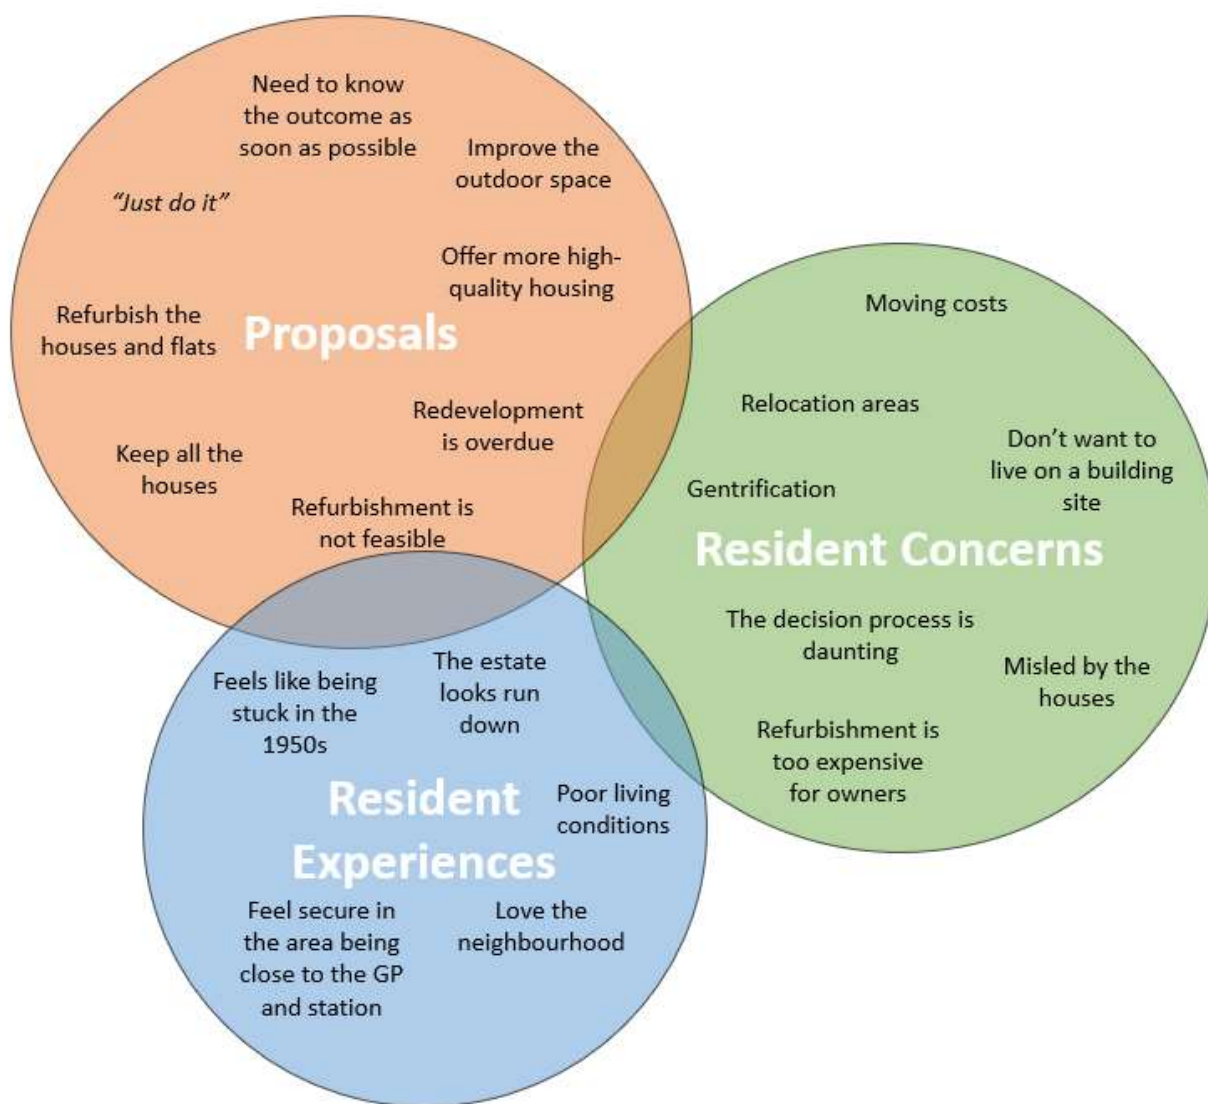 Need to know
the outcome as
soon as possible
Improve the
outdoor space
“Just do it”
Offer more high-
quality housing
Refurbish the
houses and flats
Proposals
Redevelopment
is overdue
Keep all the
houses
Refurbishment is
not feasible
Moving costs
Relocation areas
Don’t want to
live on a building
site
Gentrification
Resident Concerns
The decision process is
daunting
Misled by the
houses
Refurbishment is
too expensive
for owners
Feels like being
stuck in the
1950s
The estate
looks run
down
Resident
Experiences
Poor living
conditions
Feel secure in
the area being
close to the GP
and station
Love the
neighbourhood